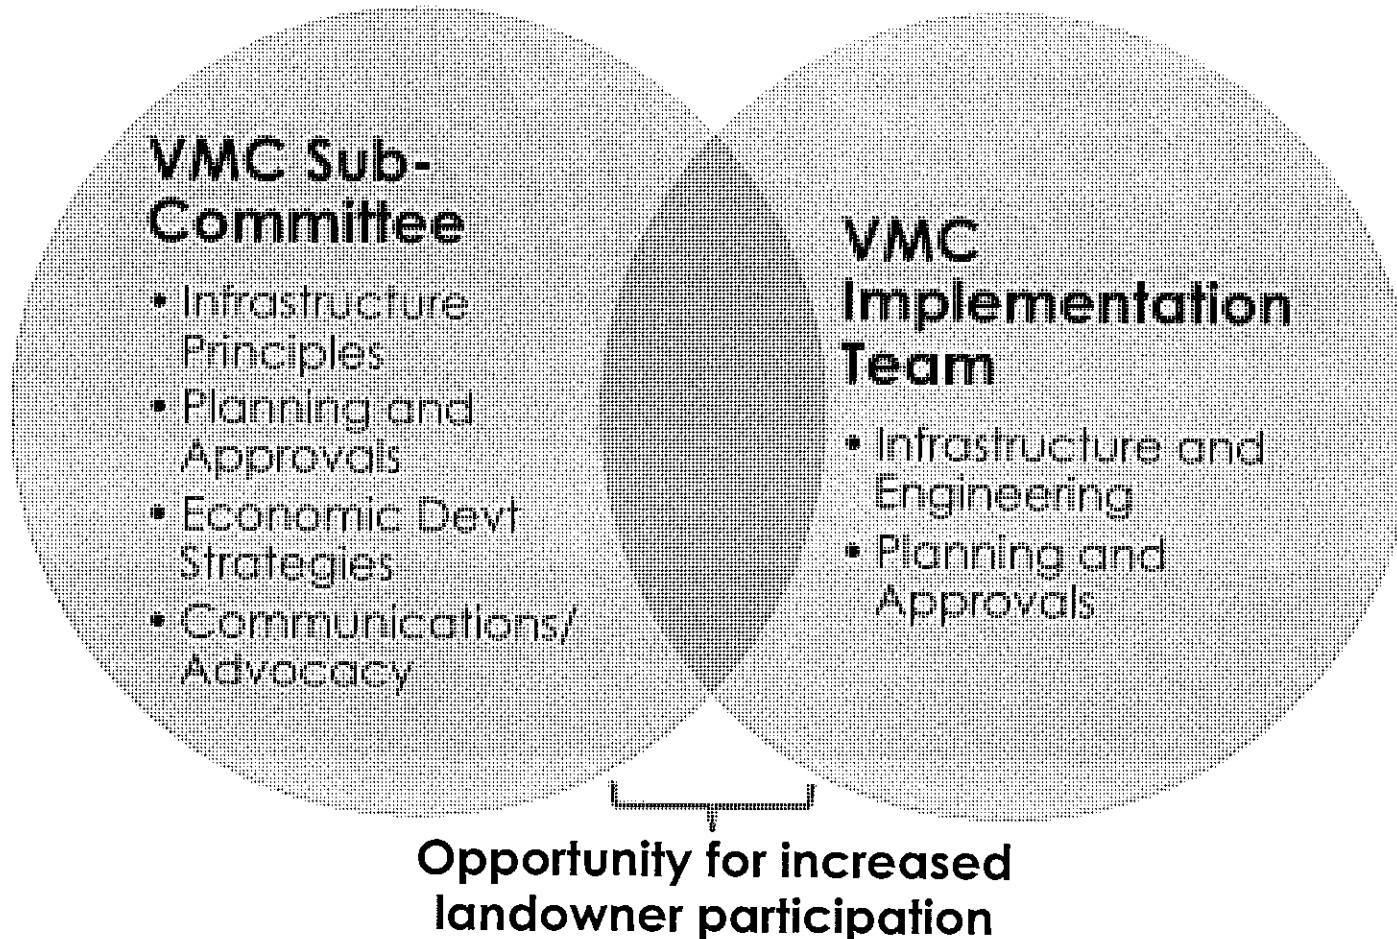 VMC Sub-
Committee
• Infrastructure
Principles
• Planning and
Approvals
• Economic Devt
Strategies
• Communications/
Advocacy
VMC
Implementation
Team
• Infrastructure and
Engineering
• Planning and
Approvals
Opportunity for increased
landowner participation